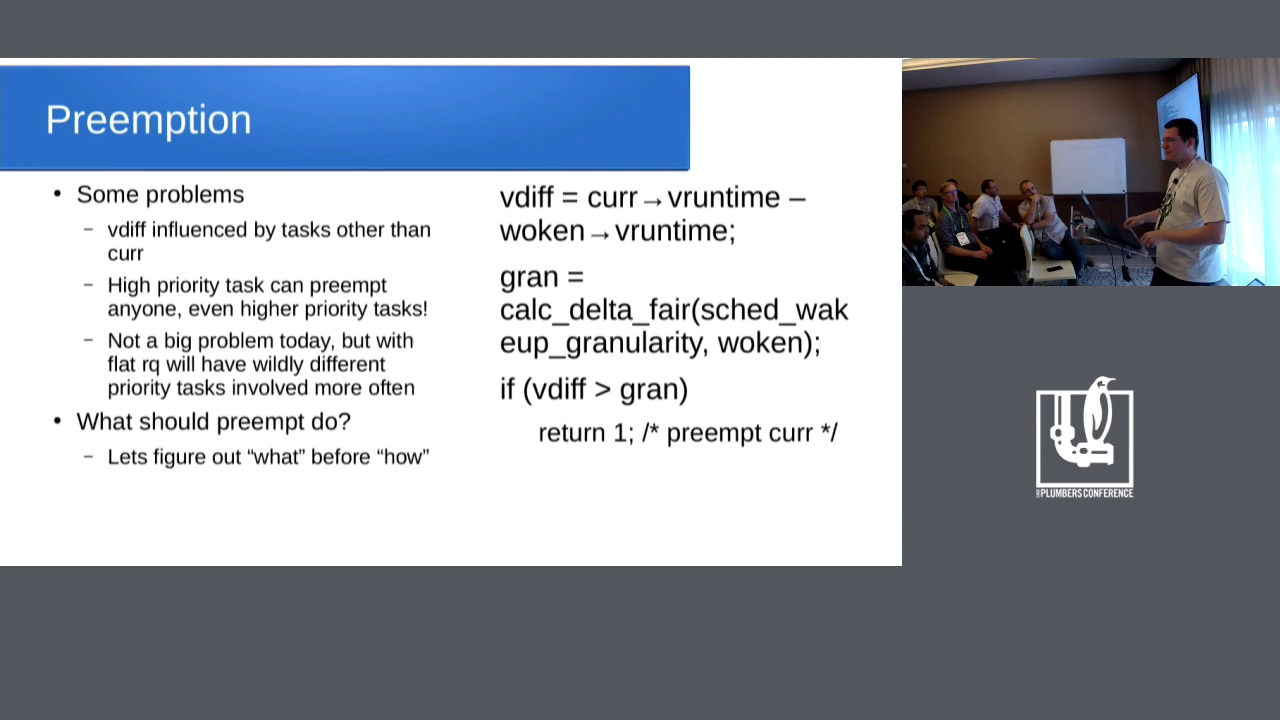 Preemption
• Some problems
– vdiff influenced by tasks other than
curr
– High priority task can preempt
anyone, even higher priority tasks!
– Not a big problem today, but with
flat rq will have wildly different
priority tasks involved more often
• What should preempt do?
– Lets figure out “what” before “how”
vdiff = curr→vruntime –
woken→vruntime;
gran =
calc_delta_fair(sched_wak
eup_granularity, woken);
if (vdiff > gran)
return 1; /* preempt curr */
PLUMBERS CONFERENCE